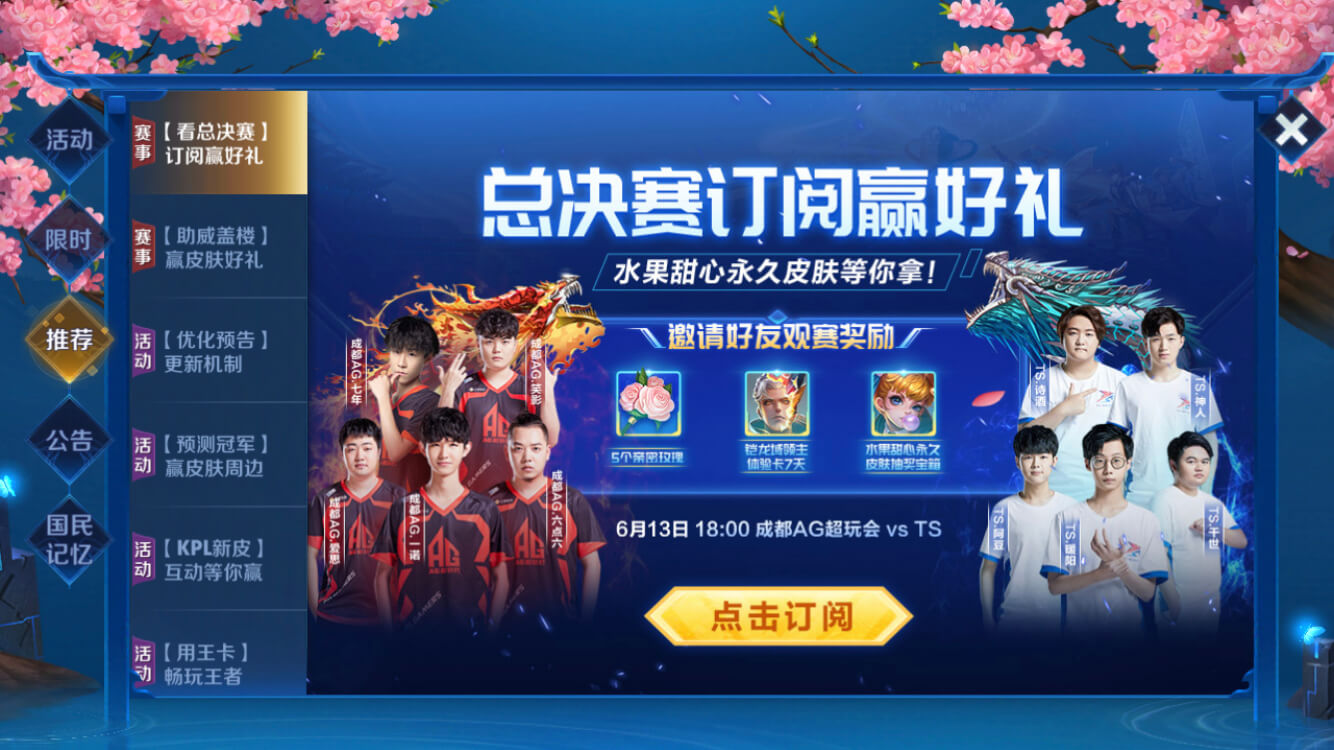 活动
限时
推荐
公告
国民
记忆
赛事
【看总决赛】
订阅赢好礼
赛事
【助威盖楼】
赢皮肤好礼
活动
【优化预告】
更新机制
活动
【预测冠军】
赢皮肤周边
活动
【KPL新皮】
互动等你赢
活动
【用王卡】
畅玩王者
总决赛订阅赢好礼
水果甜心永久皮肤等你拿！
邀请好友观赛奖励
5个亲密玫瑰
铠龙域领主
体验卡7天
水果甜心永久
皮肤抽奖宝箱
6月13日 18:00 成都AG超玩会 vs TS
点击订阅
成都AG.七年
成都AG.笑影
成都AG.爱思
成都AG.一诺
成都AG.六点六
TS.诗酒
TS.神人
TS.阿豆
TS.暖阳
TS.千世
AG
AG
AG
AG